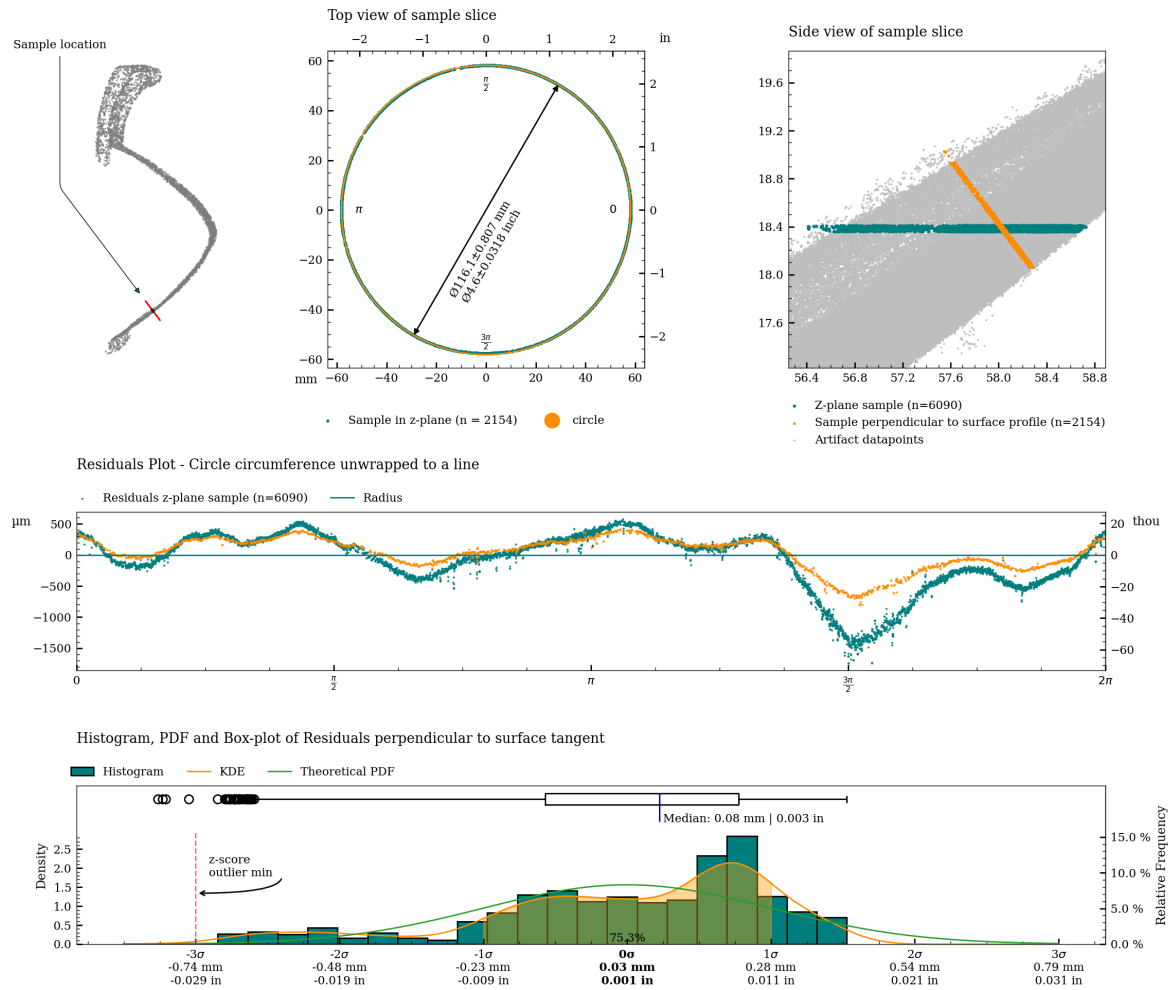 Sample location
Top view of sample slice
−2 −1 0 1 2 in
60
40
20
0
−20
−40
−60
2
1
0
−1
−2
π/2
π
0
3π/2
Ø116.1±0.807 mm
Ø4.6±0.0318 inch
mm −60 −40 −20 0 20 40 60
Sample in z-plane (n = 2154) circle
Side view of sample slice
19.6
19.2
18.8
18.4
18.0
17.6
56.4 56.8 57.2 57.6 58.0 58.4 58.8
Z-plane sample (n=6090)
Sample perpendicular to surface profile (n=2154)
Artifact datapoints
Residuals Plot - Circle circumference unwrapped to a line
Residuals z-plane sample (n=6090) Radius
µm
500
0
−500
−1000
−1500
thou
20
0
−20
−40
−60
0 π/2 π 3π/2 2π
Histogram, PDF and Box-plot of Residuals perpendicular to surface tangent
Histogram KDE Theoretical PDF
Median: 0.08 mm | 0.003 in
z-score
outlier min
75.3%
Density
2.5
2.0
1.5
1.0
0.5
0.0
15.0 %
10.0 %
5.0 %
0.0 %
Relative Frequency
-3σ -2σ -1σ 0σ 1σ 2σ 3σ
-0.74 mm -0.48 mm -0.23 mm 0.03 mm 0.28 mm 0.54 mm 0.79 mm
-0.029 in -0.019 in -0.009 in 0.001 in 0.011 in 0.021 in 0.031 in